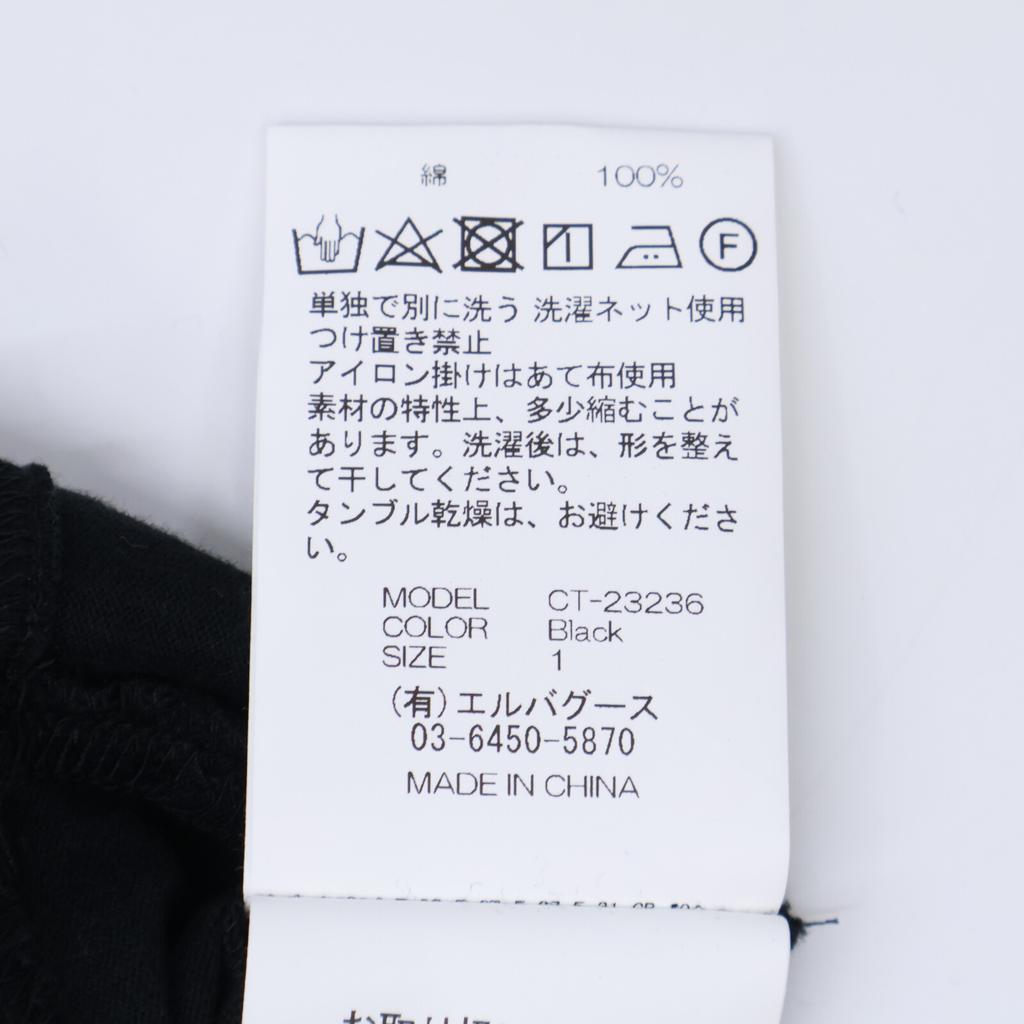 綿 100%
F
単独で別に洗う 洗濯ネット使用
つけ置き禁止
アイロン掛けはあて布使用
素材の特性上、多少縮むことが
あります。洗濯後は、形を整え
て干してください。
タンブル乾燥は、お避けくださ
い。
MODEL CT-23236
COLOR Black
SIZE 1
(有)エルバグース
03-6450-5870
MADE IN CHINA